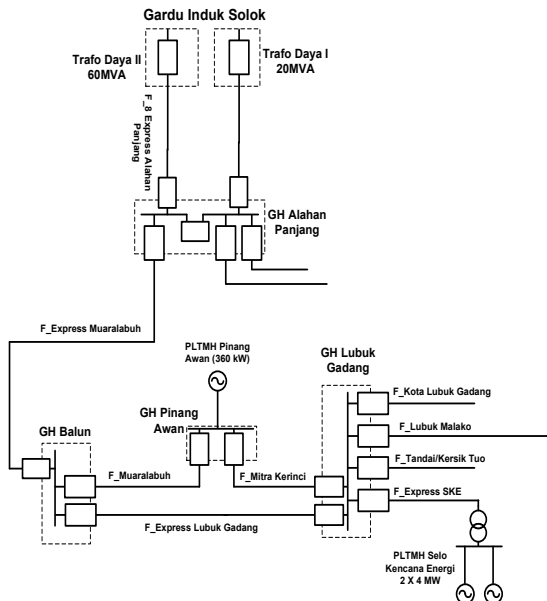 Gardu Induk Solok
Trafo Daya II
60MVA
Trafo Daya I
20MVA
F_8 Express Alahan
Panjang
GH Alahan
Panjang
F_Express Muaralabuh
PLTMH Pinang
Awan (360 kW)
GH Lubuk
Gadang
GH Pinang
Awan
F_Kota Lubuk Gadang
GH Balun
F_Lubuk Malako
F_Muaralabuh
F_Mitra Kerinci
F_Tandai/Kersik Tuo
F_Express SKE
F_Express Lubuk Gadang
PLTMH Selo
Kencana Energi
2 X 4 MW